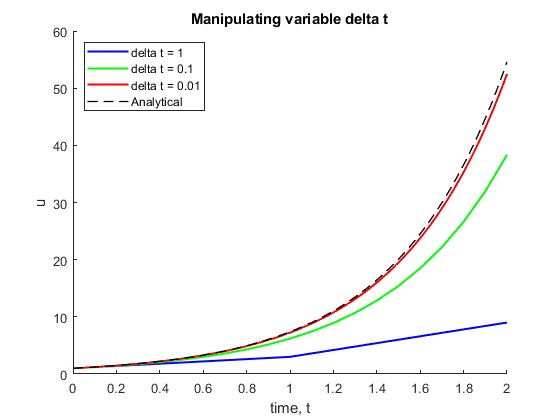 Manipulating variable delta t
60
50
40
30
20
10
0
u
delta t = 1
delta t = 0.1
delta t = 0.01
Analytical
0 0.2 0.4 0.6 0.8 1 1.2 1.4 1.6 1.8 2
time, t